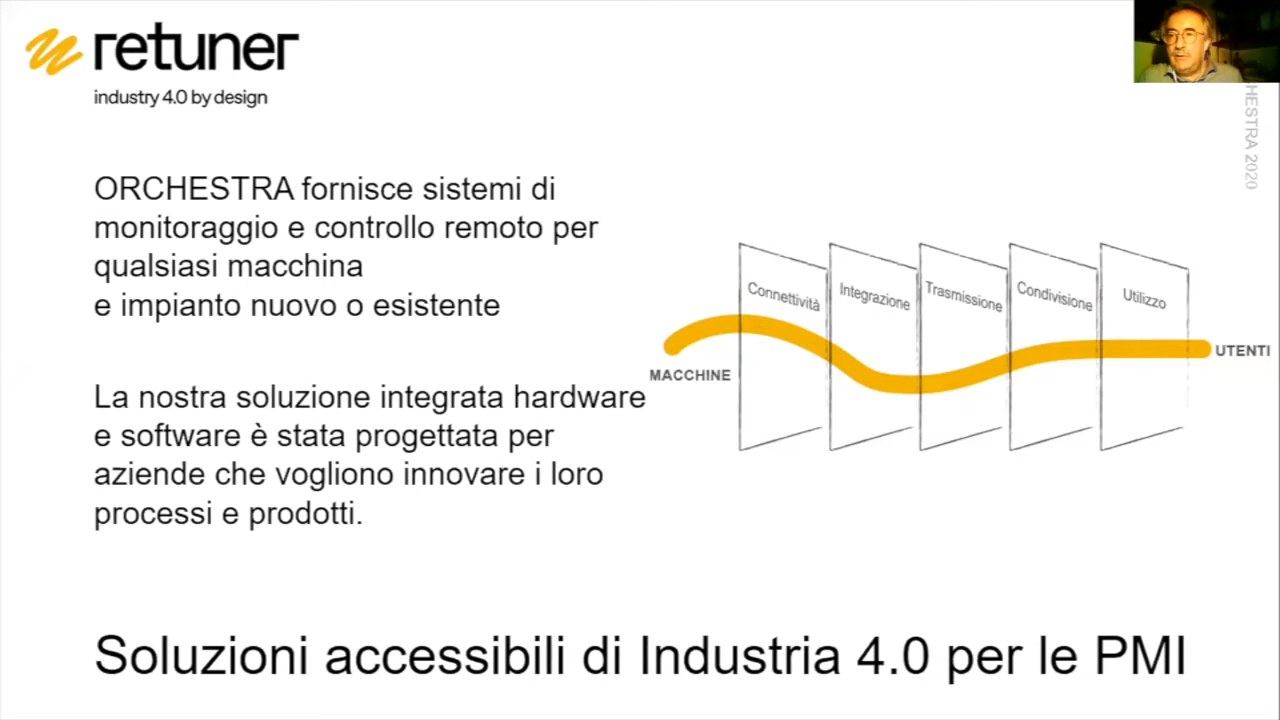 retuner
industry 4.0 by design
HESTRA 2020
ORCHESTRA fornisce sistemi di
monitoraggio e controllo remoto per
qualsiasi macchina
e impianto nuovo o esistente
La nostra soluzione integrata hardware
e software è stata progettata per
aziende che vogliono innovare i loro
processi e prodotti.
Connettività
Integrazione
Trasmissione
Condivisione
Utilizzo
MACCHINE
UTENTI
Soluzioni accessibili di Industria 4.0 per le PMI